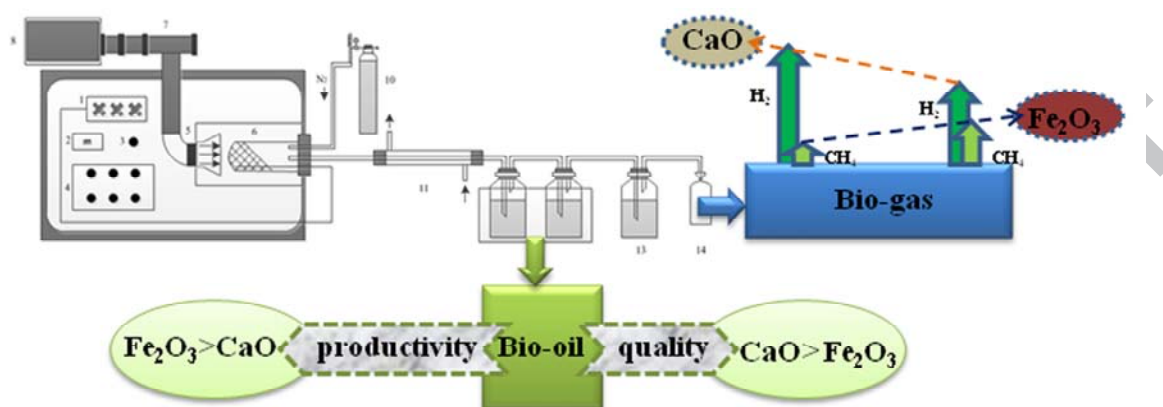 8
7
1
2
m
3
4
5
6
N₂
9
10
11
13
14
CaO
H₂
CH₄
H₂
CH₄
Fe₂O₃
Bio-gas
Fe₂O₃>CaO
productivity
Bio-oil
quality
CaO>Fe₂O₃